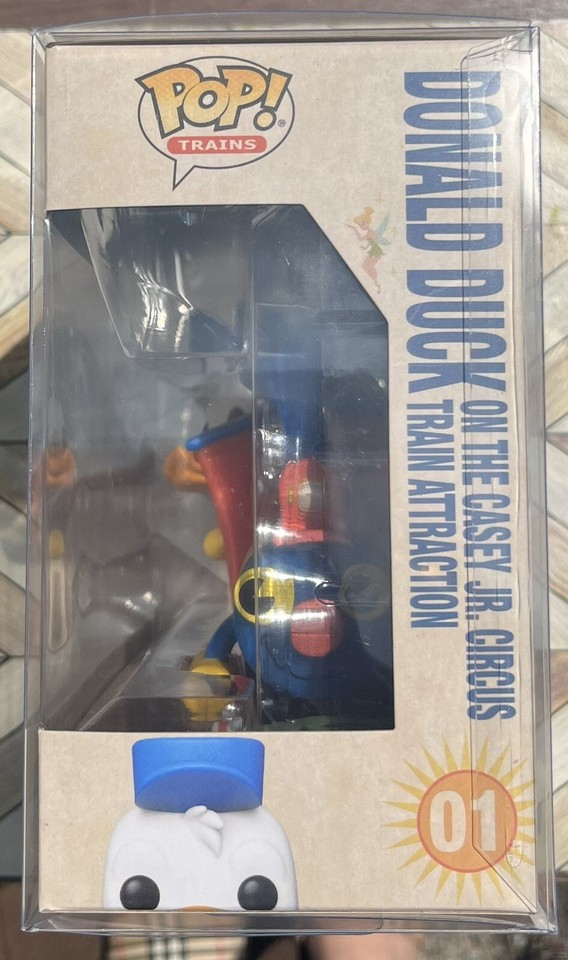 POP!
®
TRAINS
DONALD DUCK
ON THE CASEY JR. CIRCUS
TRAIN ATTRACTION
01